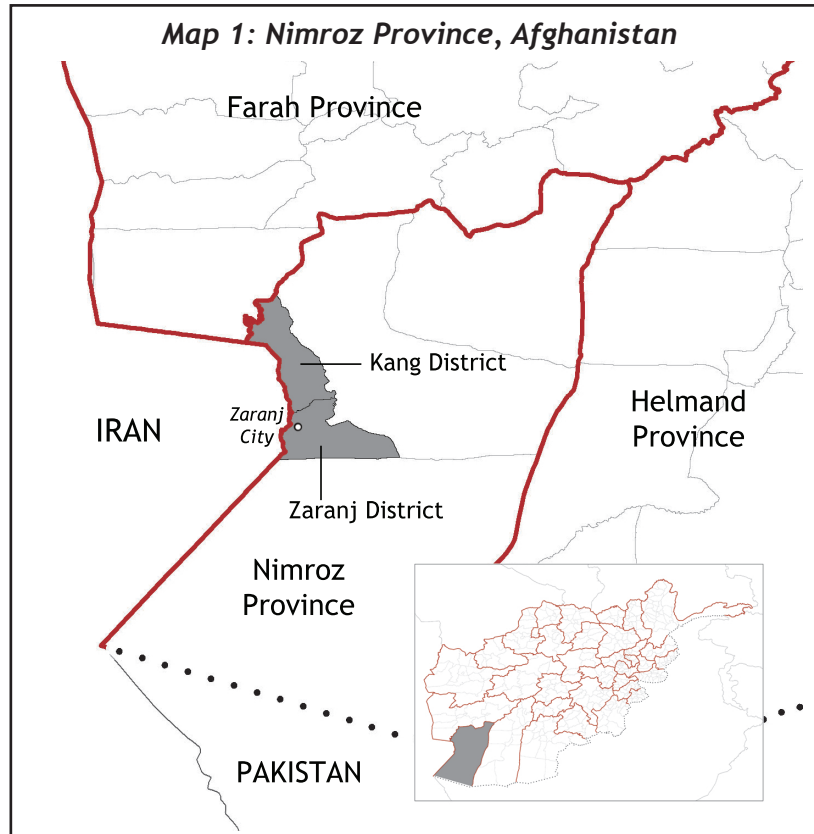 Map 1: Nimroz Province, Afghanistan
Farah Province
Kang District
Zaranj
City
IRAN
Helmand
Province
Zaranj District
Nimroz
Province
PAKISTAN